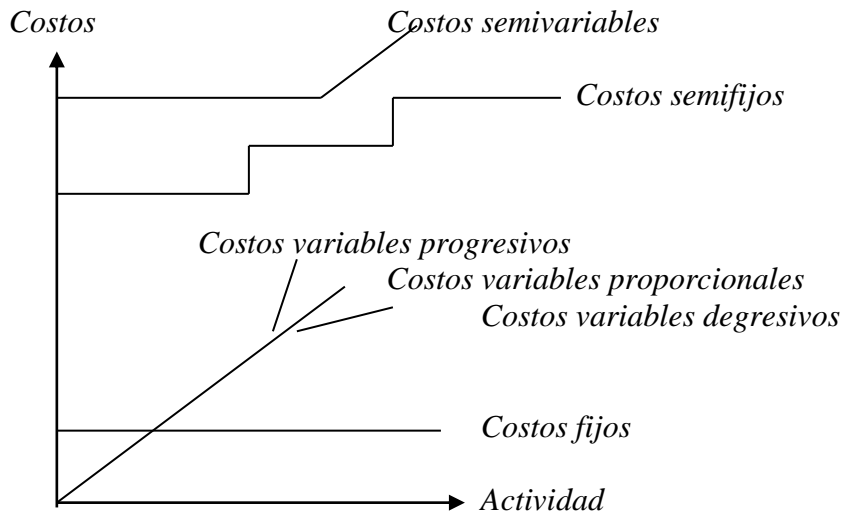 Costos
Costos semivariables
Costos semifijos
Costos variables progresivos
Costos variables proporcionales
Costos variables degresivos
Costos fijos
Actividad